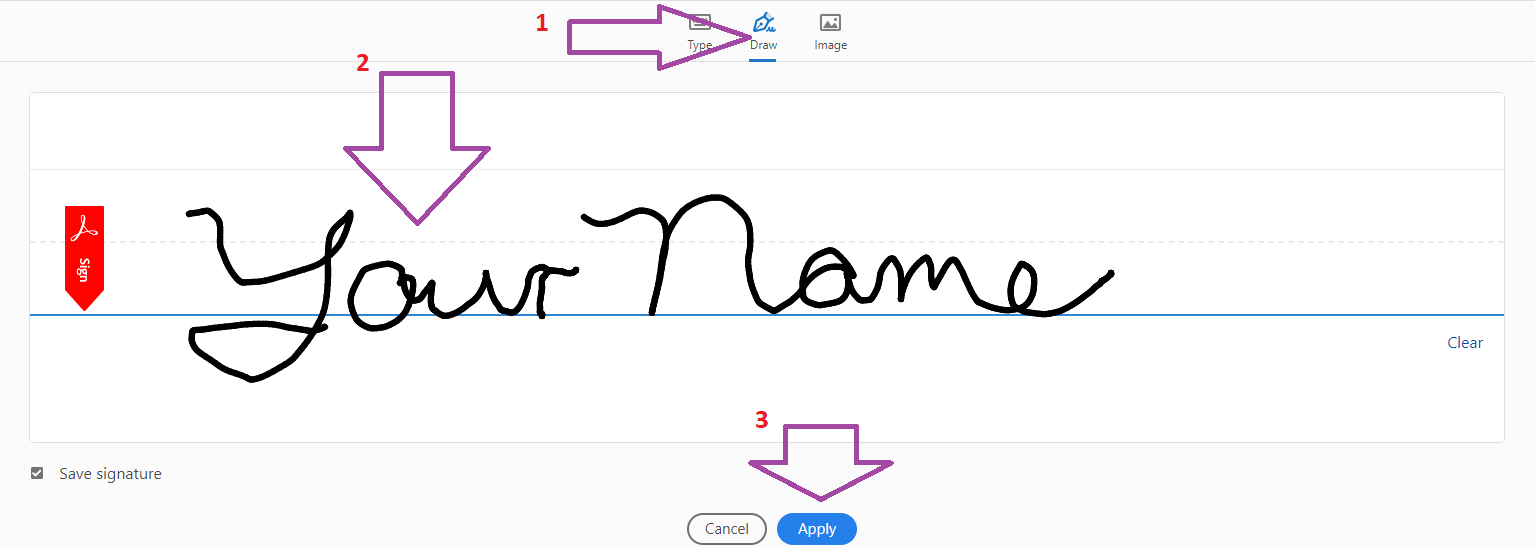 1
Type Draw Image
2
Your Name
Sign
Clear
3
Save signature
Cancel Apply